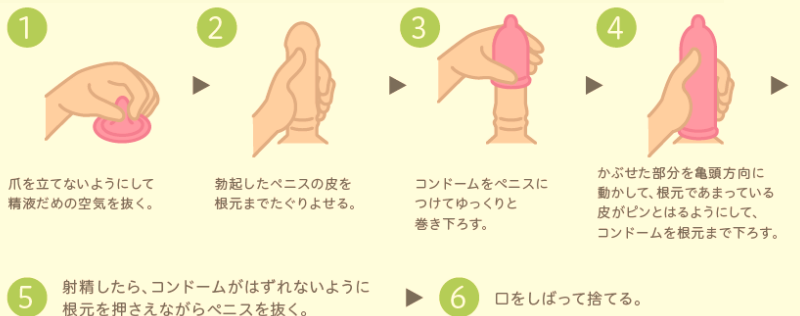 1
爪を立てないようにして
精液だめの空気を抜く。
2
勃起したペニスの皮を
根元までたぐりよせる。
3
コンドームをペニスに
つけてゆっくりと
巻き下ろす。
4
かぶせた部分を亀頭方向に
動かして、根元であまっている
皮がピンとはるようにして、
コンドームを根元まで下ろす。
5
射精したら、コンドームがはずれないように
根元を押さえながらペニスを抜く。
6
口をしばって捨てる。